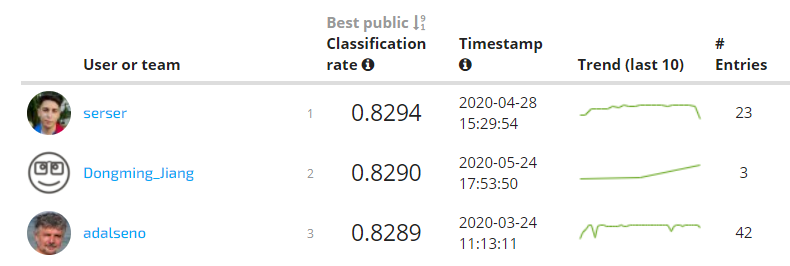 Best public 9 1
User or team Classification rate Timestamp Trend (last 10) # Entries
serser 1 0.8294 2020-04-28 15:29:54 23
Dongming_Jiang 2 0.8290 2020-05-24 17:53:50 3
adalseno 3 0.8289 2020-03-24 11:13:11 42